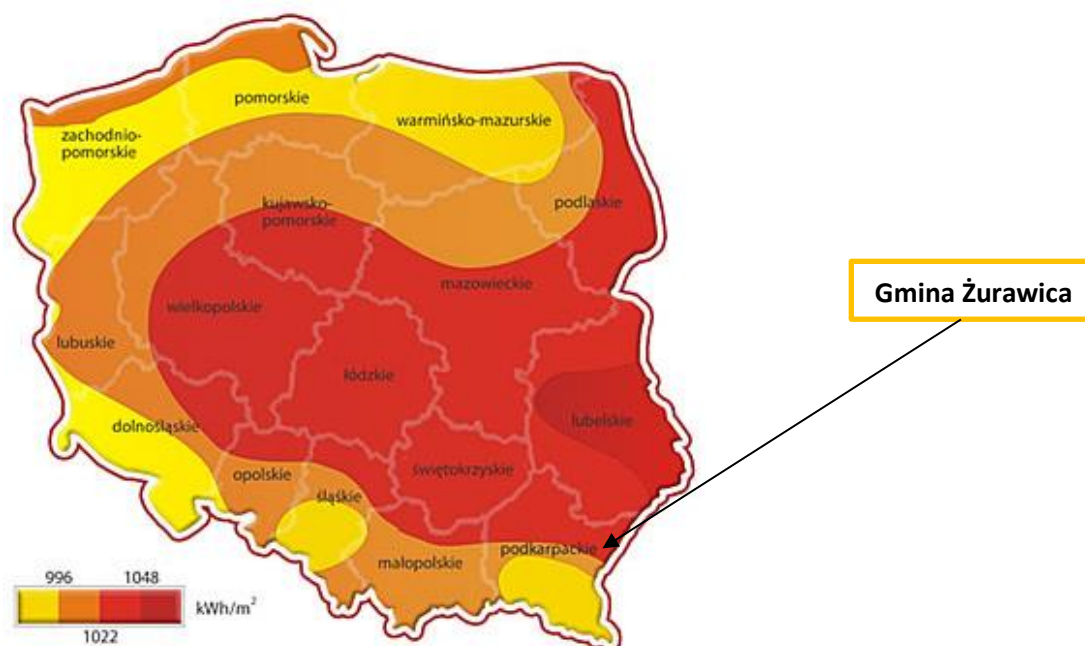 pomorskie
warmińsko-mazurskie
zachodnio-
pomorskie
podlaskie
kujawsko-
pomorskie
mazowieckie
Gmina Żurawica
wielkopolskie
lubuskie
łódzkie
lubelskie
dolnośląskie
świętokrzyskie
opolskie
śląśkie
podkarpackie
małopolskie
996 1048
kWh/m²
1022